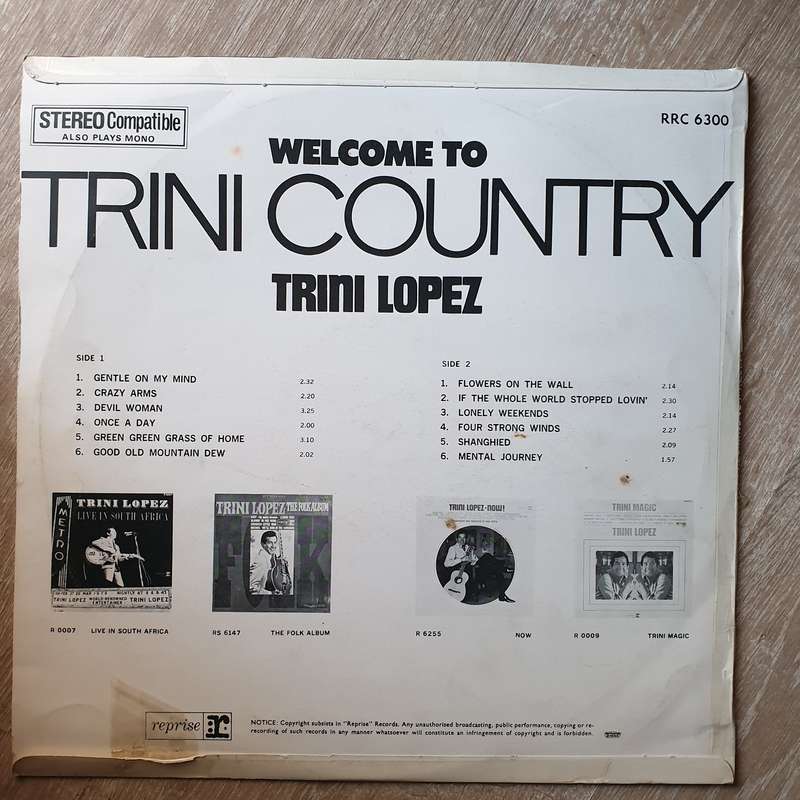 STEREO Compatible
ALSO PLAYS MONO
RRC 6300
WELCOME TO
TRINI COUNTRY
TRINI LOPEZ
SIDE 1
1. GENTLE ON MY MIND 2.32
2. CRAZY ARMS 2.20
3. DEVIL WOMAN 3.25
4. ONCE A DAY 2.00
5. GREEN GREEN GRASS OF HOME 3.10
6. GOOD OLD MOUNTAIN DEW 2.02
SIDE 2
1. FLOWERS ON THE WALL 2.14
2. IF THE WHOLE WORLD STOPPED LOVIN' 2.30
3. LONELY WEEKENDS 2.14
4. FOUR STRONG WINDS 2.27
5. SHANGHIED 2.09
6. MENTAL JOURNEY 1.57
TRINI LOPEZ
LIVE IN SOUTH AFRICA
METRO
TRINI LOPEZ WORLD-RENOWNED ENTERTAINER TRINI LOPEZ
R 0007 LIVE IN SOUTH AFRICA
TRINI LOPEZ THE FOLK ALBUM
FOLK
RS 6147 THE FOLK ALBUM
TRINI LOPEZ-NOW!
R 6255 NOW
TRINI MAGIC
TRINI LOPEZ
R 0009 TRINI MAGIC
reprise r:
NOTICE: Copyright subsists in "Reprise" Records. Any unauthorised broadcasting, public performance, copying or re-
recording of such records in any manner whatsoever will constitute an infringement of copyright and is forbidden.